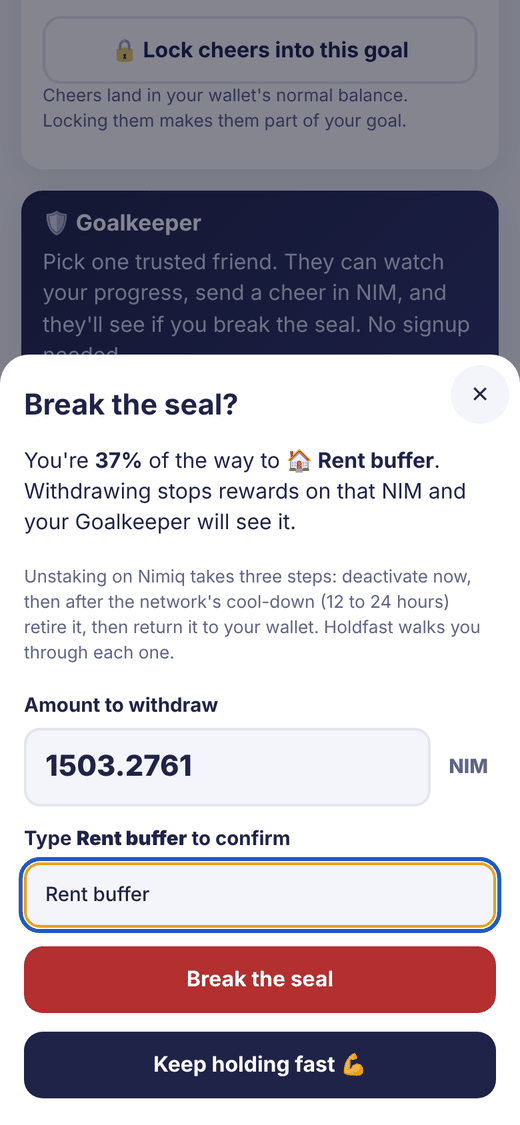 🔒 Lock cheers into this goal
Cheers land in your wallet's normal balance.
Locking them makes them part of your goal.
🛡️ Goalkeeper
Pick one trusted friend. They can watch
your progress, send a cheer in NIM, and
they'll see if you break the seal. No signup
needed.
Break the seal?
×
You're 37% of the way to 🏠 Rent buffer.
Withdrawing stops rewards on that NIM and
your Goalkeeper will see it.
Unstaking on Nimiq takes three steps: deactivate now,
then after the network's cool-down (12 to 24 hours)
retire it, then return it to your wallet. Holdfast walks you
through each one.
Amount to withdraw
1503.2761 NIM
Type Rent buffer to confirm
Rent buffer
Break the seal
Keep holding fast 💪